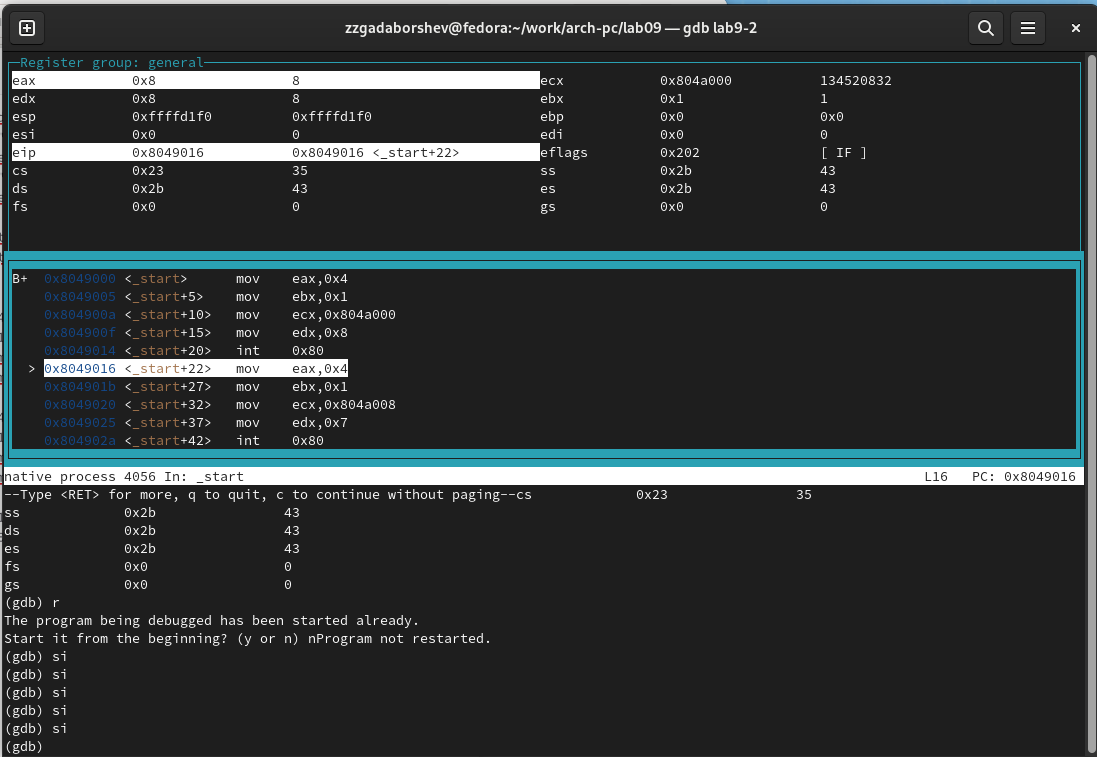 zzgadaborshev@fedora:~/work/arch-pc/lab09 — gdb lab9-2
Register group: general
eax 0x8 8 ecx 0x804a000 134520832
edx 0x8 8 ebx 0x1 1
esp 0xffffd1f0 0xffffd1f0 ebp 0x0 0x0
esi 0x0 0 edi 0x0 0
eip 0x8049016 0x8049016 <_start+22> eflags 0x202 [ IF ]
cs 0x23 35 ss 0x2b 43
ds 0x2b 43 es 0x2b 43
fs 0x0 0 gs 0x0 0
B+ 0x8049000 <_start> mov eax,0x4
0x8049005 <_start+5> mov ebx,0x1
0x804900a <_start+10> mov ecx,0x804a000
0x804900f <_start+15> mov edx,0x8
0x8049014 <_start+20> int 0x80
> 0x8049016 <_start+22> mov eax,0x4
0x804901b <_start+27> mov ebx,0x1
0x8049020 <_start+32> mov ecx,0x804a008
0x8049025 <_start+37> mov edx,0x7
0x804902a <_start+42> int 0x80
native process 4056 In: _start L16 PC: 0x8049016
--Type <RET> for more, q to quit, c to continue without paging--cs 0x23 35
ss 0x2b 43
ds 0x2b 43
es 0x2b 43
fs 0x0 0
gs 0x0 0
(gdb) r
The program being debugged has been started already.
Start it from the beginning? (y or n) nProgram not restarted.
(gdb) si
(gdb) si
(gdb) si
(gdb) si
(gdb) si
(gdb)